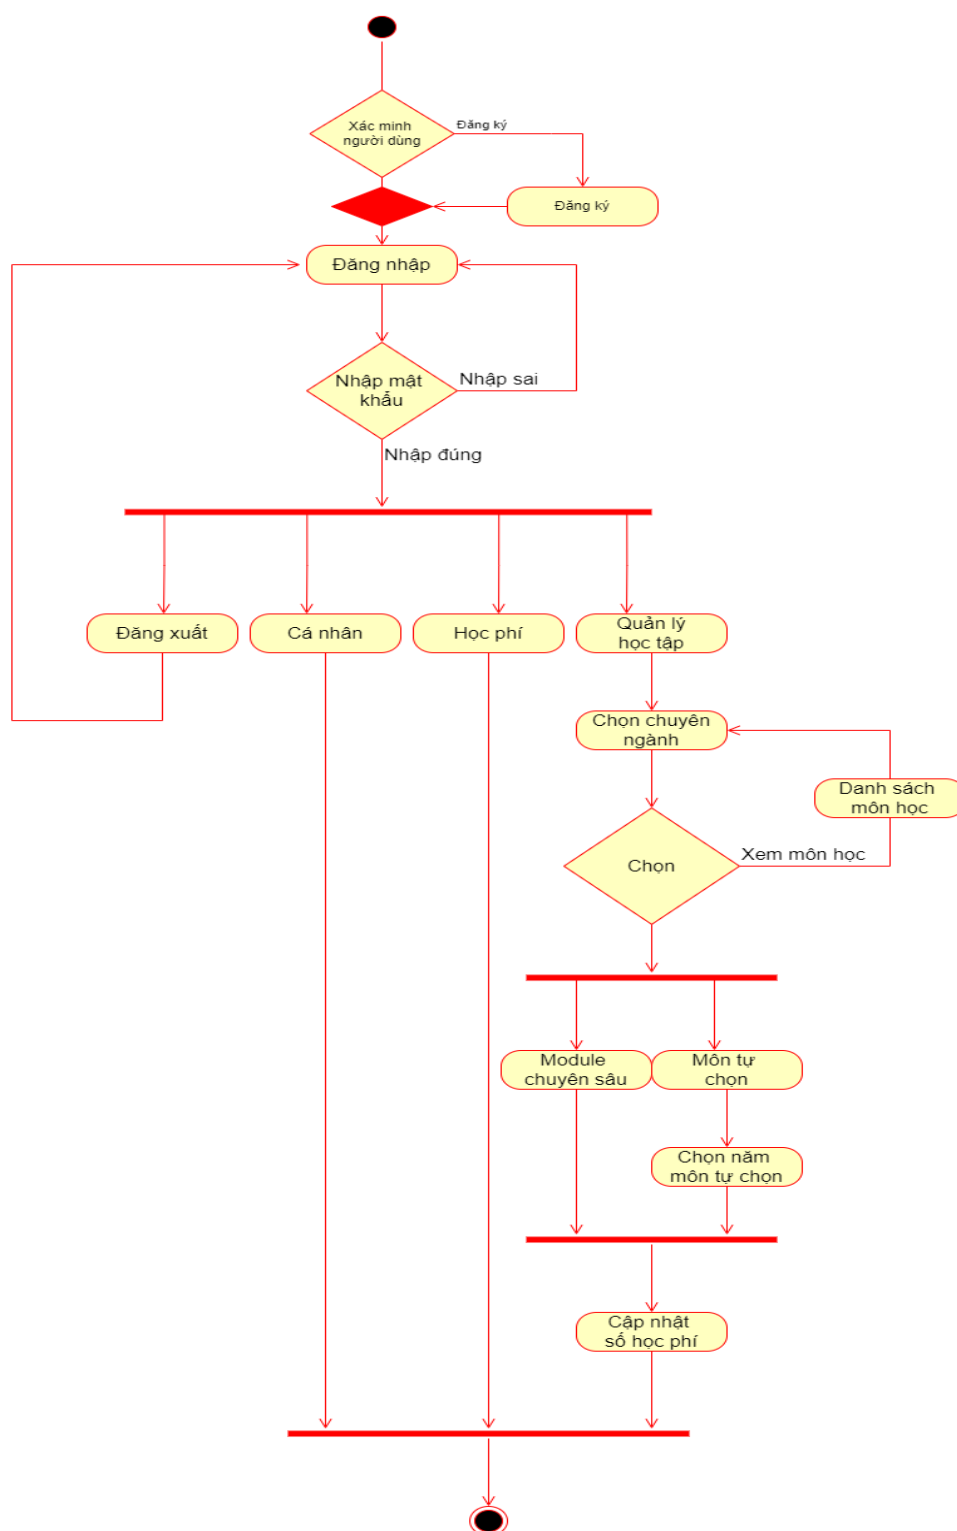 Xác minh
người dùng
Đăng ký
Đăng ký
Đăng nhập
Nhập mật
khẩu
Nhập sai
Nhập đúng
Đăng xuất
Cá nhân
Học phí
Quản lý
học tập
Chọn chuyên
ngành
Danh sách
môn học
Xem môn học
Chọn
Module
chuyên sâu
Môn tự
chọn
Chọn năm
môn tự chọn
Cập nhật
số học phí